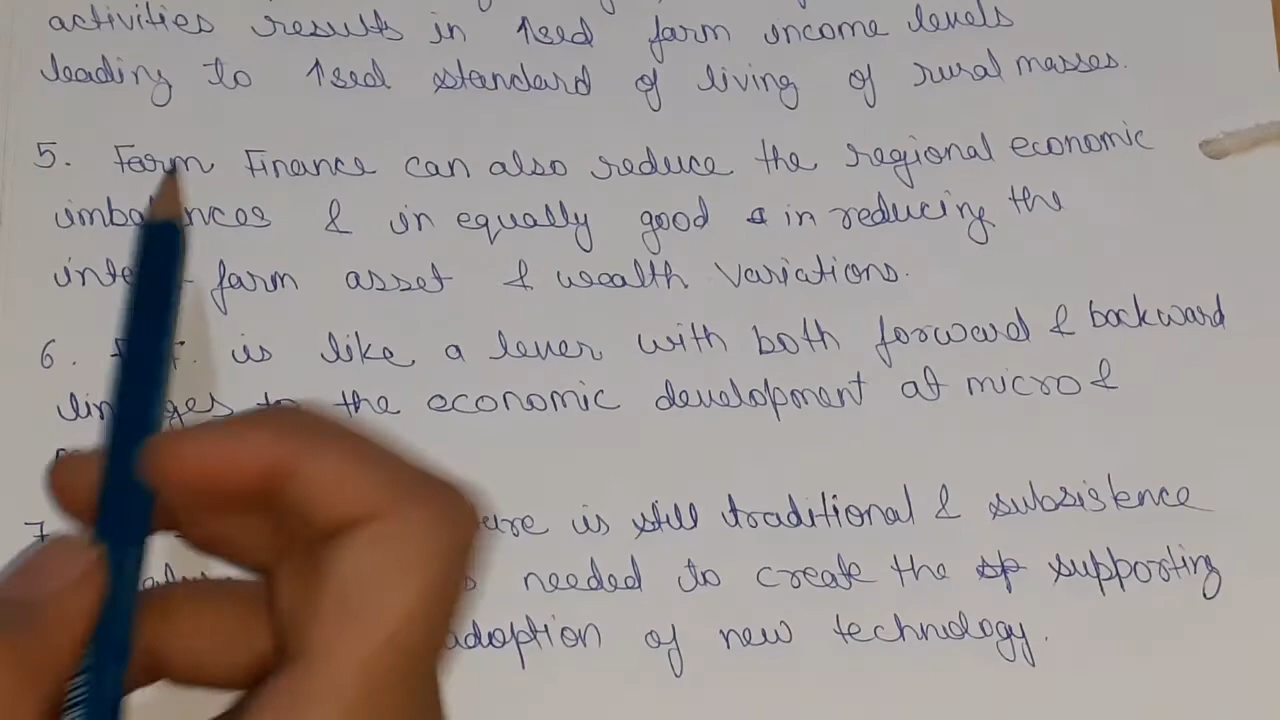 activities results in ↑sed farm income levels
leading to ↑sed standard of living of rural masses.
5. Farm Finance can also reduce the regional economic
& in equally good in reducing the
farm asset & wealth variations.
6. is like a lever with both forward & backward
the economic development at micro &
7. is still traditional & subsistence
needed to create the supporting
adoption of new technology.